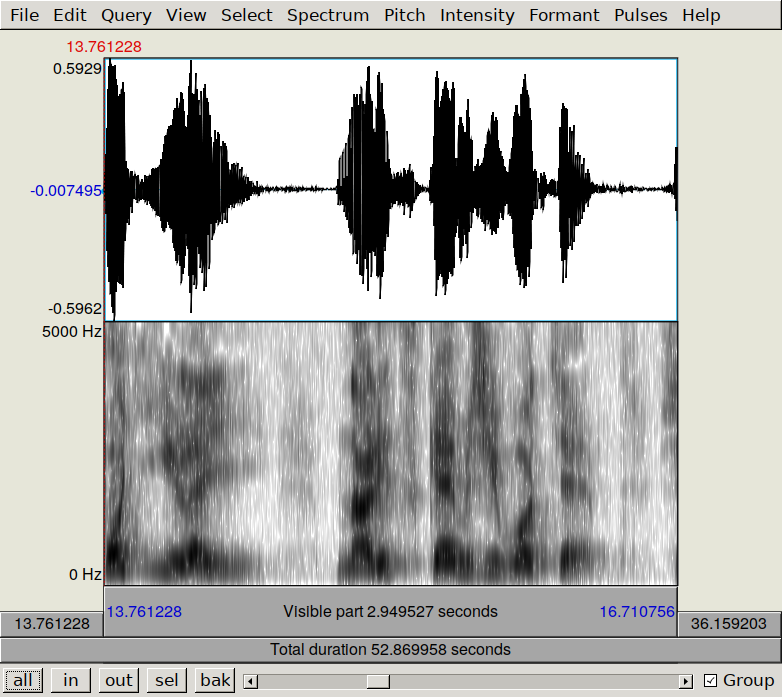 File Edit Query View Select Spectrum Pitch Intensity Formant Pulses Help
13.761228
0.5929
-0.007495
-0.5962
5000 Hz
0 Hz
13.761228 Visible part 2.949527 seconds 16.710756
13.761228 36.159203
Total duration 52.869958 seconds
all in out sel bak Group